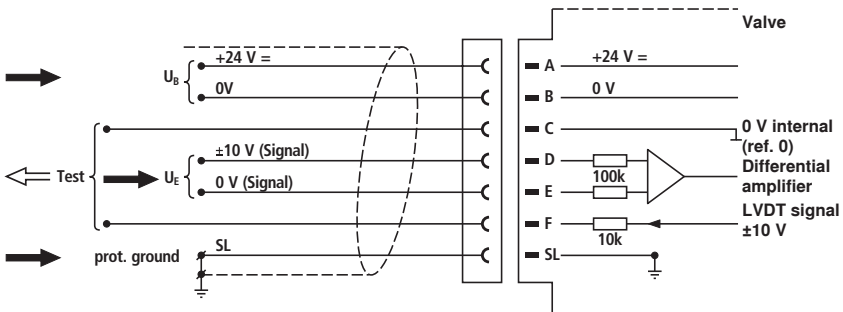 Valve
+24 V =
U_B
0V
±10 V (Signal)
Test
U_E
0 V (Signal)
prot. ground
SL
A
+24 V =
B
0 V
C
0 V internal
(ref. 0)
D
100k
Differential
amplifier
E
F
10k
LVDT signal
±10 V
SL